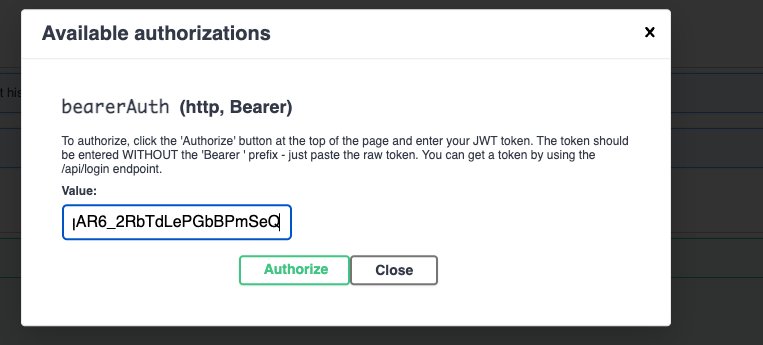 Available authorizations
x
t his
bearerAuth (http, Bearer)
To authorize, click the 'Authorize' button at the top of the page and enter your JWT token. The token should
be entered WITHOUT the 'Bearer ' prefix - just paste the raw token. You can get a token by using the
/api/login endpoint.
Value:
AR6_2RbTdLePGbBPmSeQ
Authorize
Close